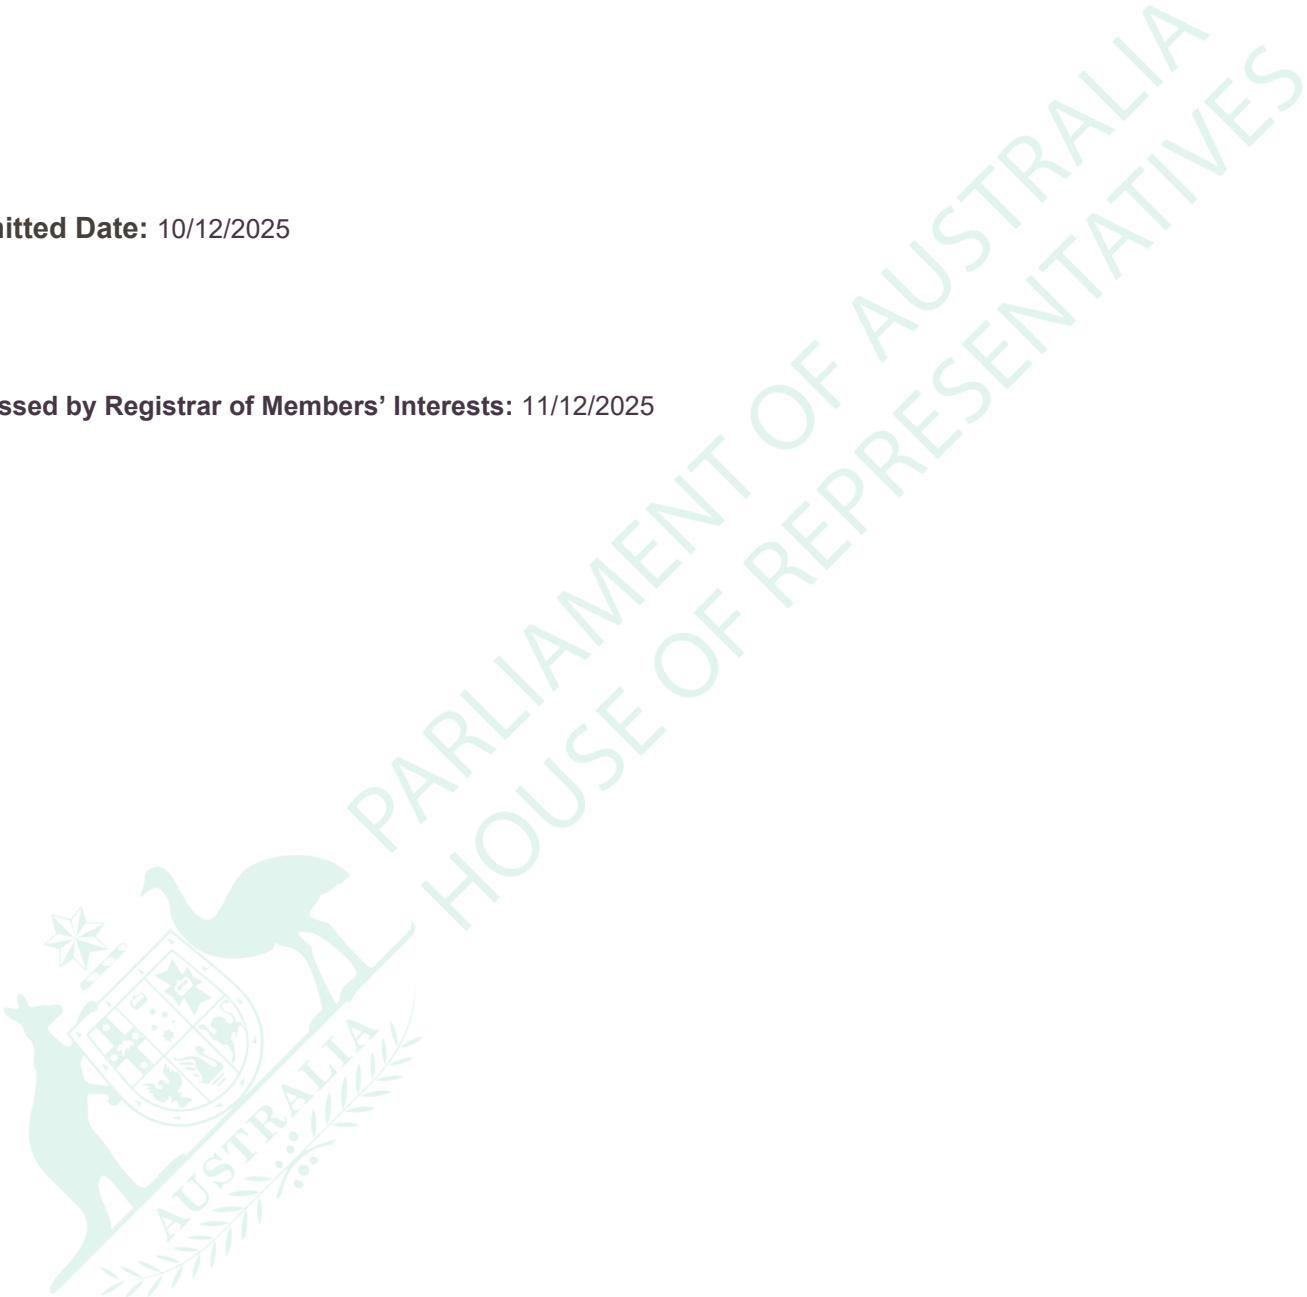 itted Date: 10/12/2025
ssed by Registrar of Members’ Interests: 11/12/2025
PARLIAMENT OF AUSTRALIA
HOUSE OF REPRESENTATIVES
AUSTRALIA